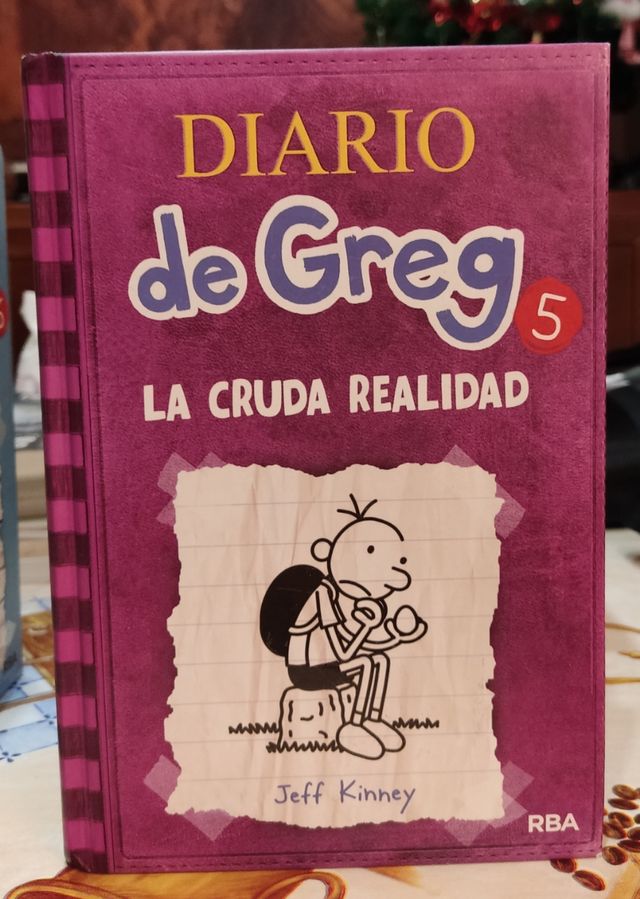 DIARIO
de Greg 5
LA CRUDA REALIDAD
Jeff Kinney
RBA